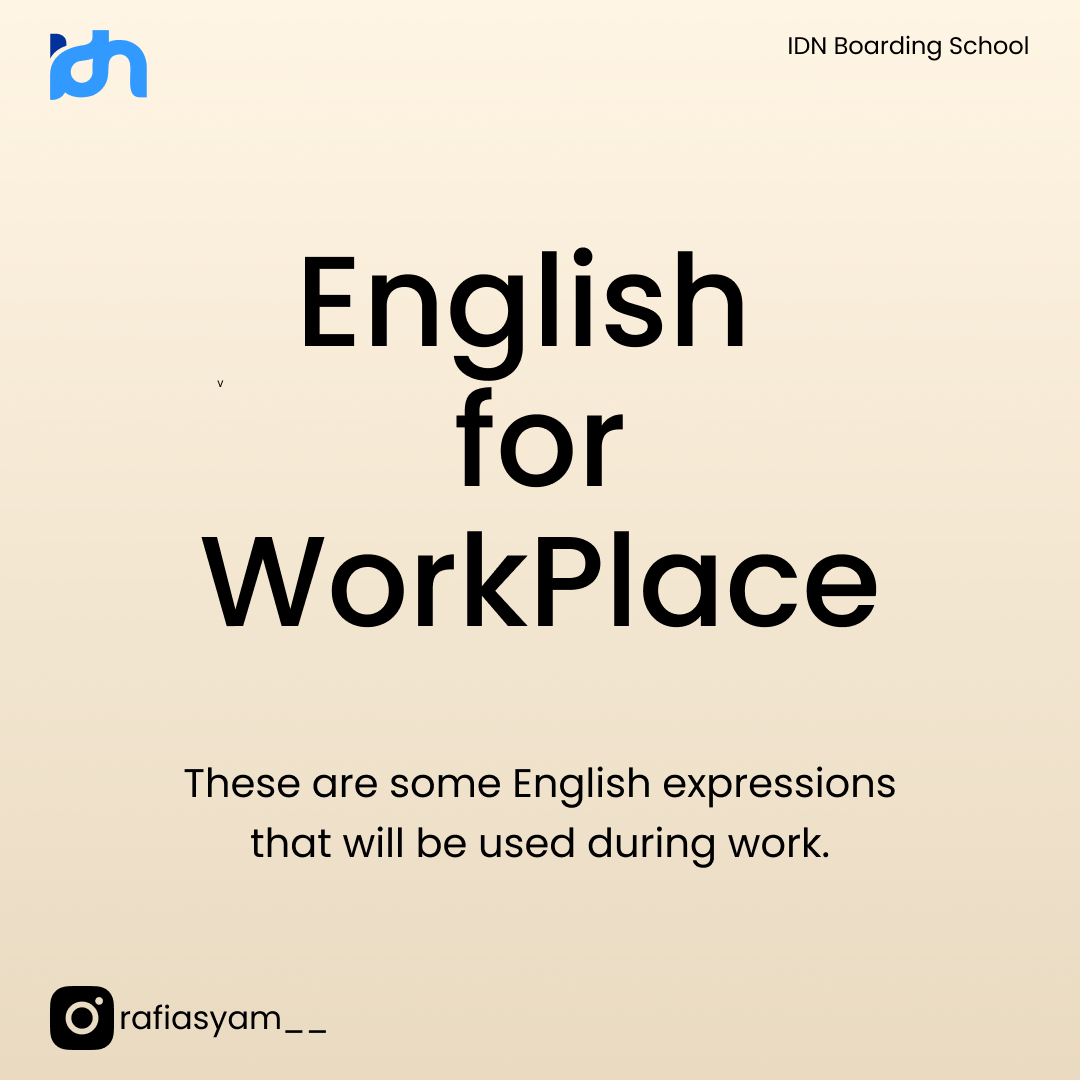 idn
IDN Boarding School
English
v
for
WorkPlace
These are some English expressions
that will be used during work.
rafiasyam__